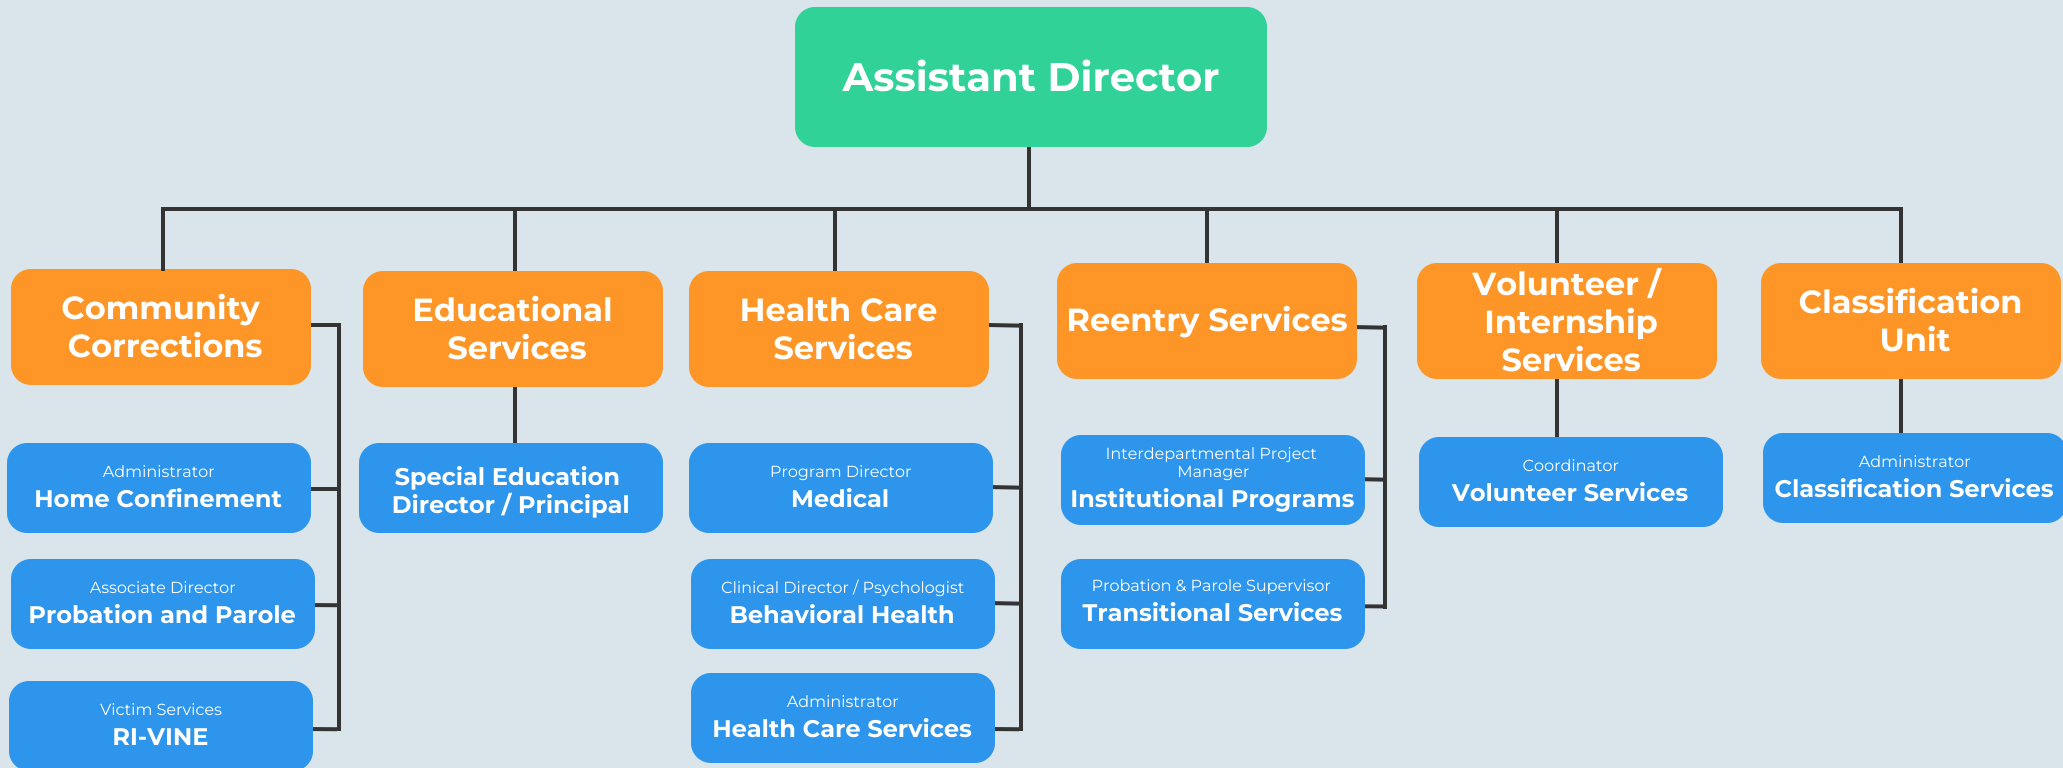 Assistant Director
Community
Corrections
Educational
Services
Health Care
Services
Reentry Services
Volunteer /
Internship
Services
Classification
Unit
Administrator
Home Confinement
Associate Director
Probation and Parole
Victim Services
RI-VINE
Special Education
Director / Principal
Program Director
Medical
Clinical Director / Psychologist
Behavioral Health
Administrator
Health Care Services
Interdepartmental Project
Manager
Institutional Programs
Probation & Parole Supervisor
Transitional Services
Coordinator
Volunteer Services
Administrator
Classification Services